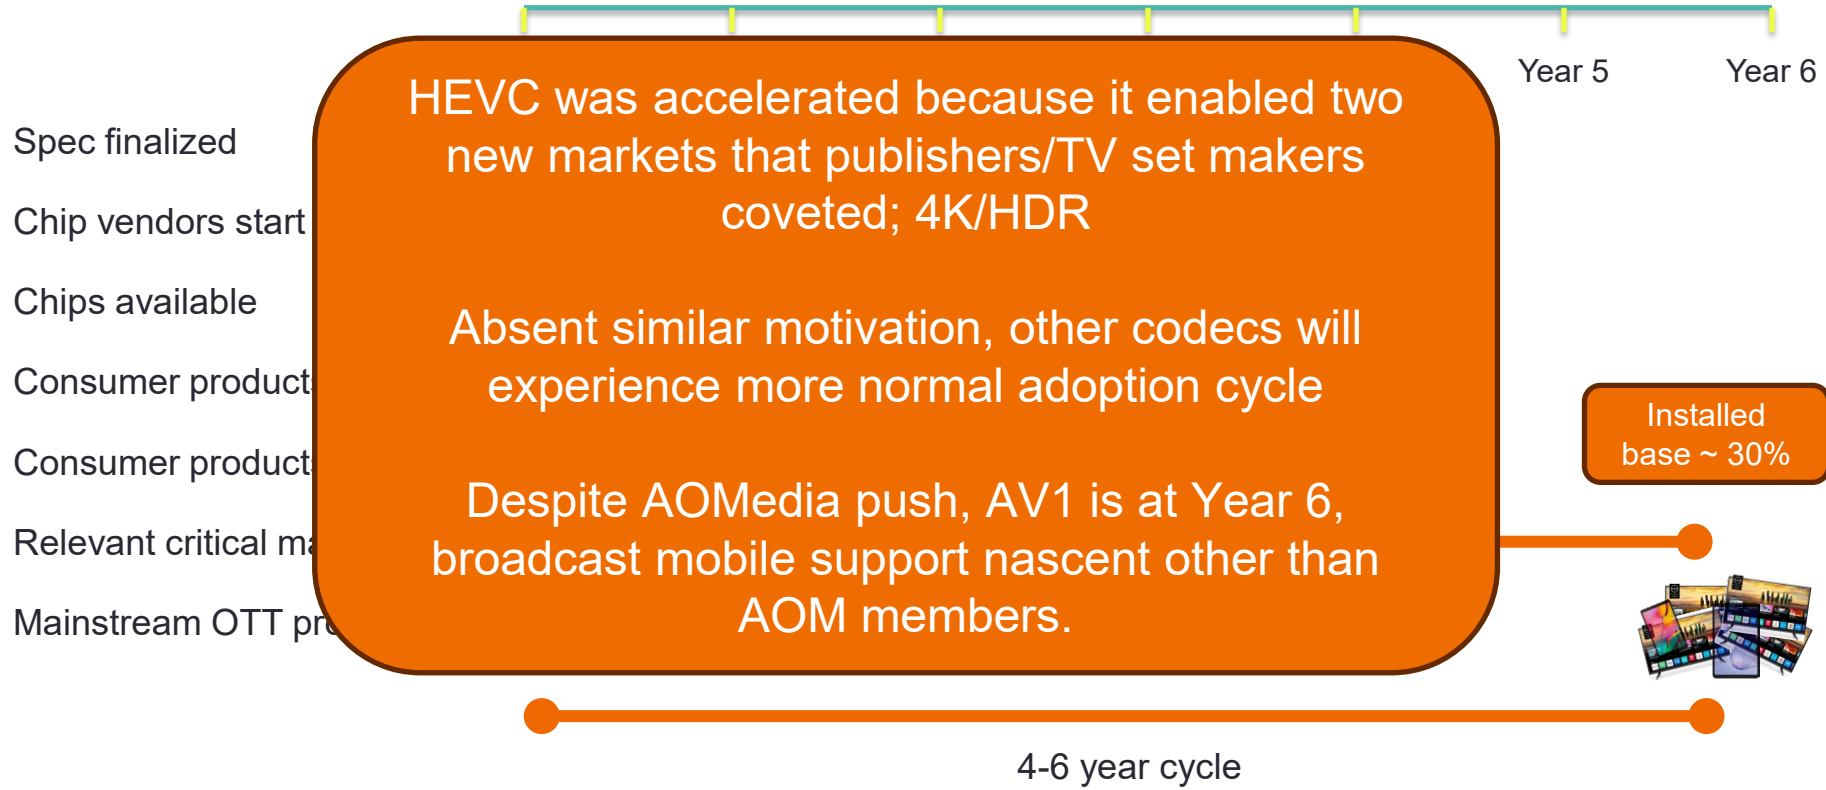 Year 5
Year 6
HEVC was accelerated because it enabled two
new markets that publishers/TV set makers
coveted; 4K/HDR
Absent similar motivation, other codecs will
experience more normal adoption cycle
Despite AOMedia push, AV1 is at Year 6,
broadcast mobile support nascent other than
AOM members.
Spec finalized
Chip vendors start
Chips available
Consumer product
Consumer product
Relevant critical
Mainstream OTT
Installed
base ~ 30%
4-6 year cycle